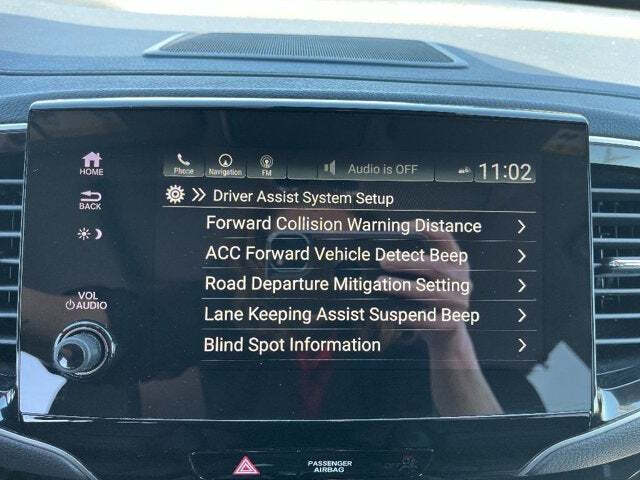 Phone
Navigation
FM
Audio is OFF
11:02
HOME
Driver Assist System Setup
BACK
Forward Collision Warning Distance
ACC Forward Vehicle Detect Beep
Road Departure Mitigation Setting
VOL
AUDIO
Lane Keeping Assist Suspend Beep
Blind Spot Information
PASSENGER
AIRBAG